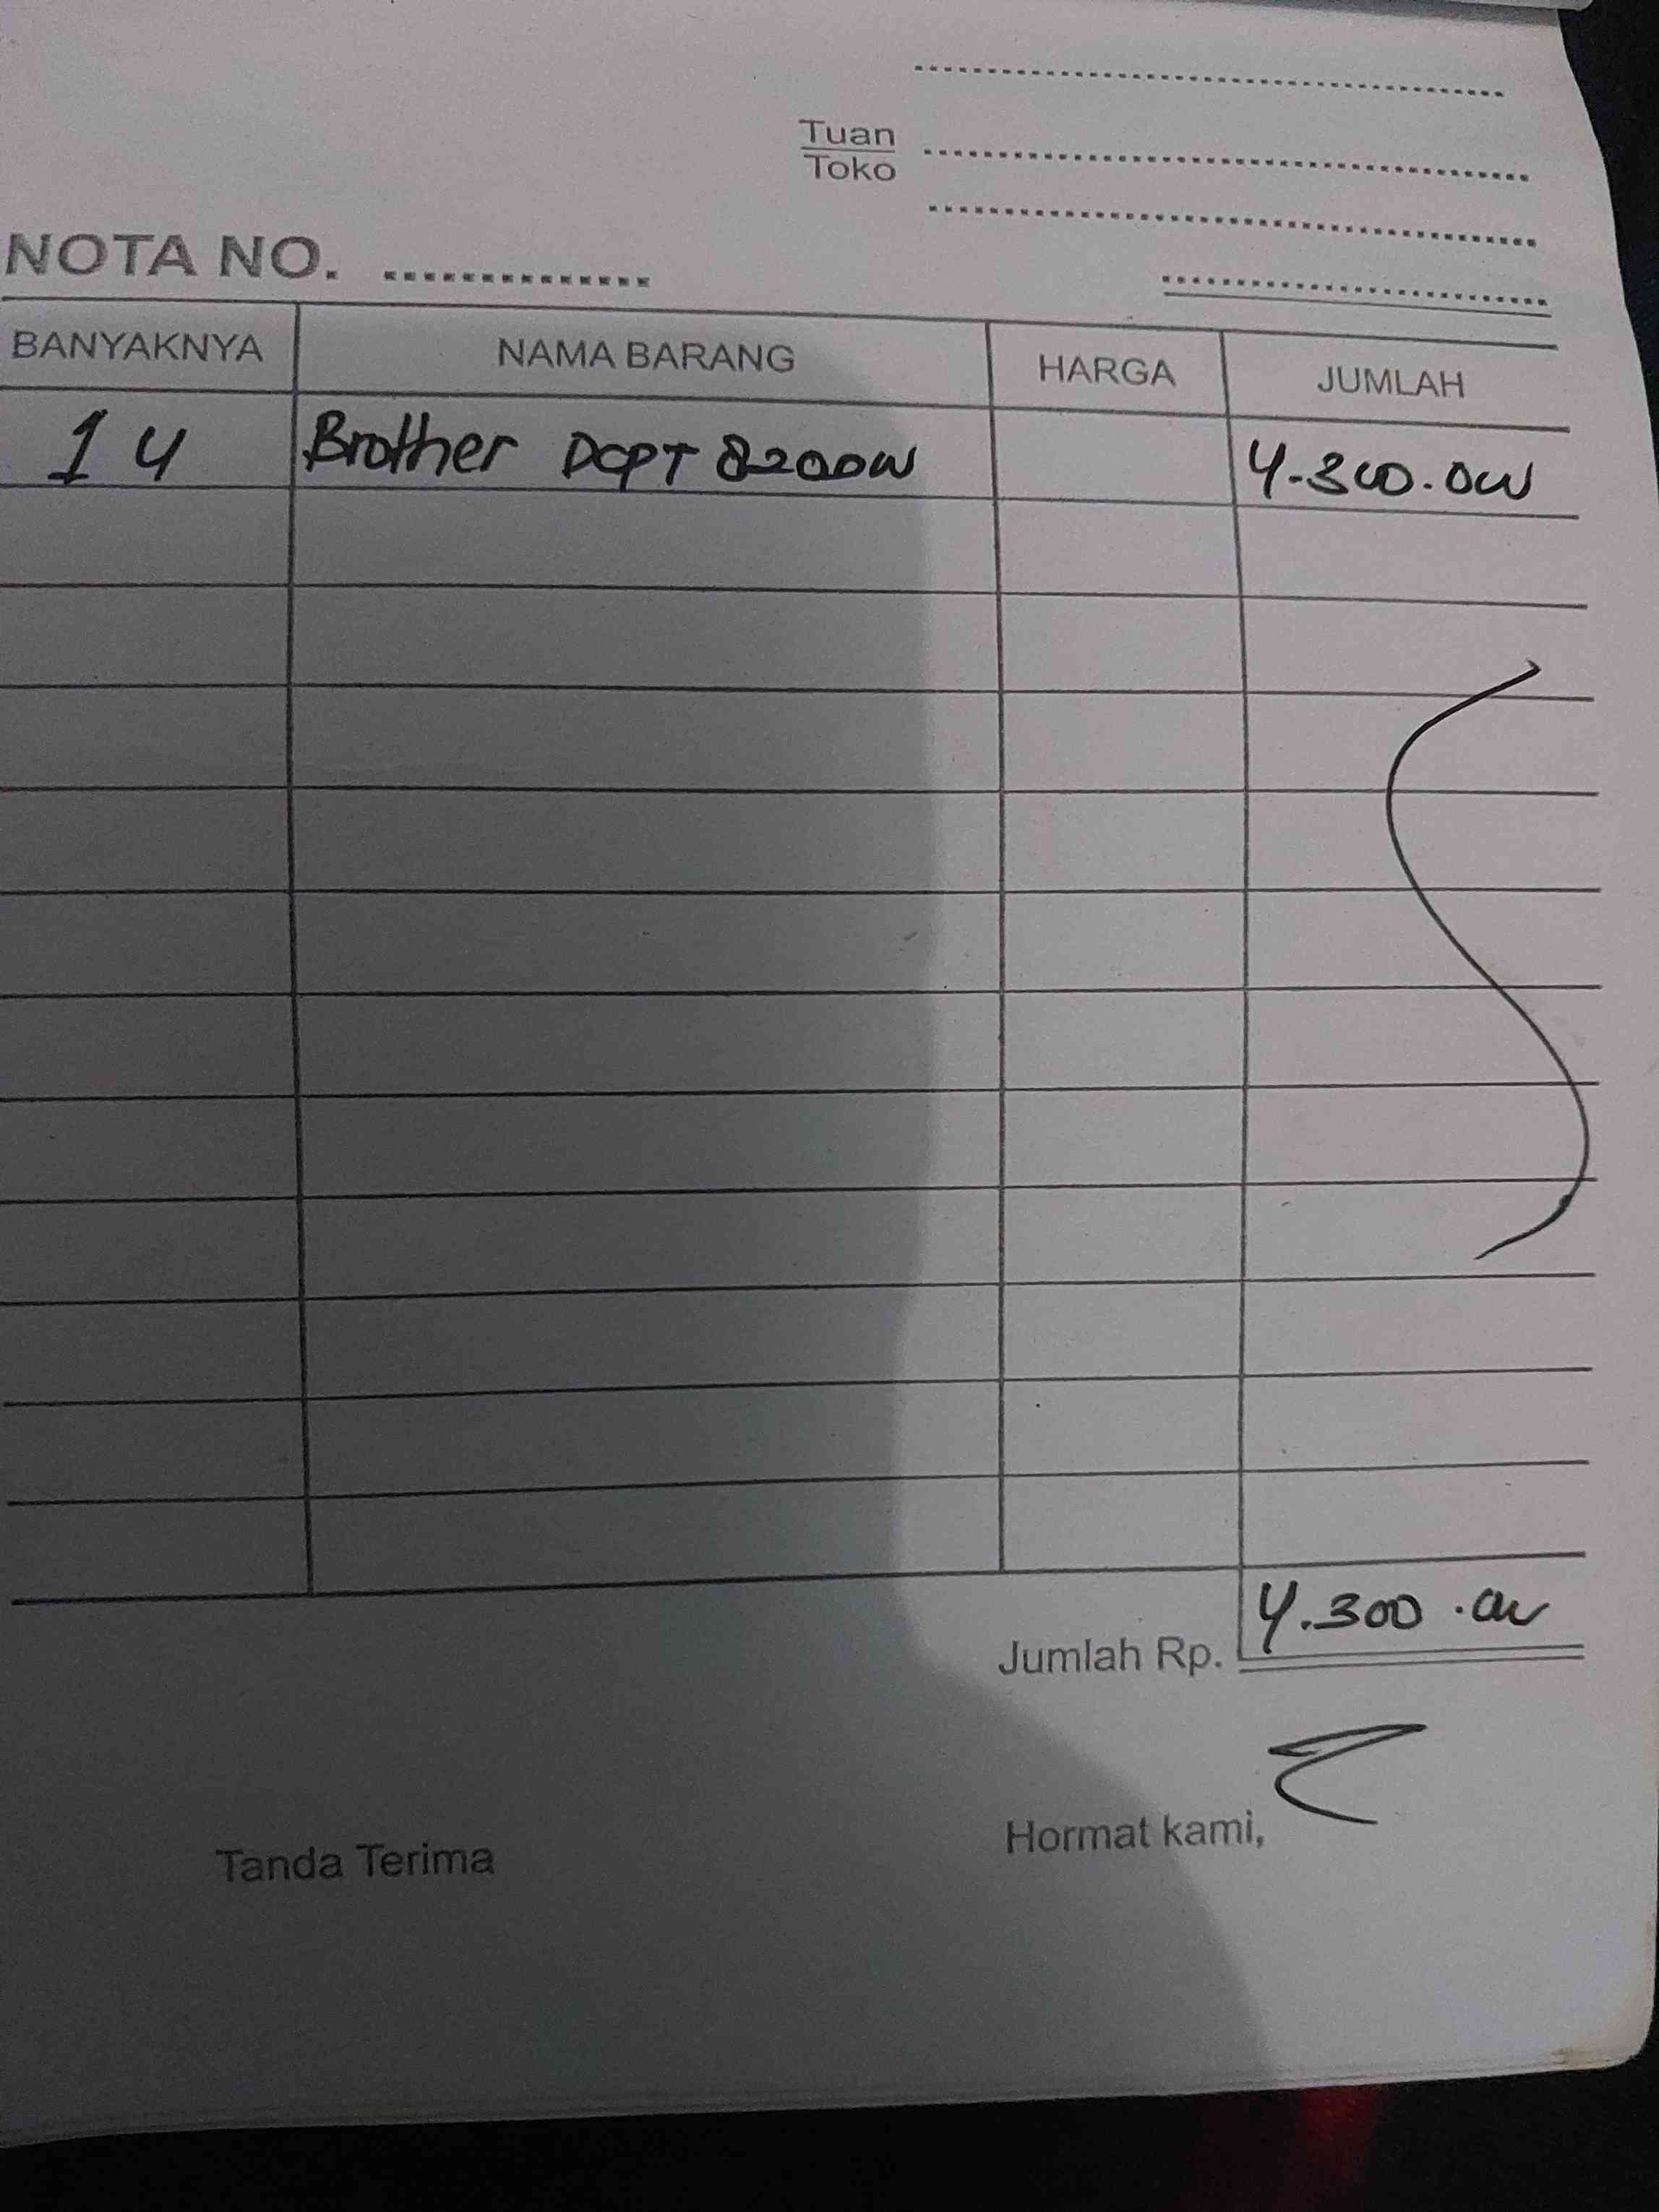 Tuan
Toko
NOTA NO. ..............
BANYAKNYA NAMA BARANG HARGA JUMLAH
1 U Brother DCPT 8200W 4.300.000
Jumlah Rp. 4.300.000
Hormat kami,
Tanda Terima